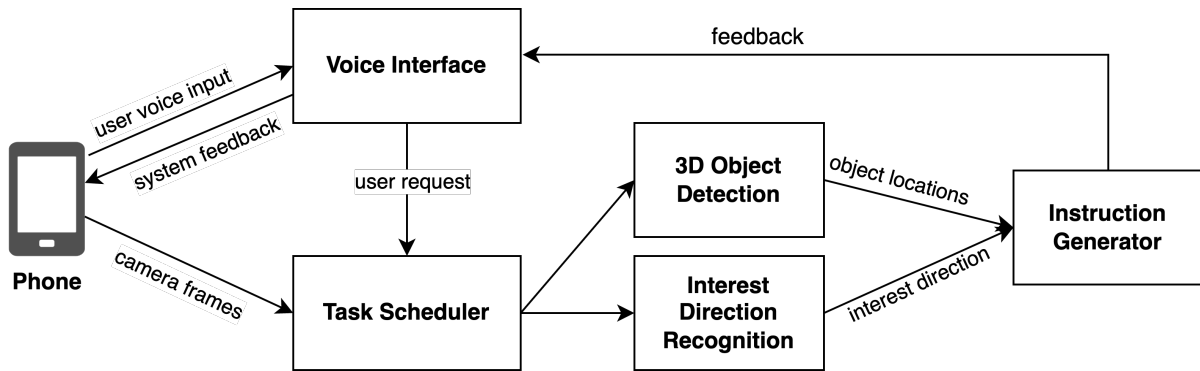 Voice Interface
feedback
user voice input
system feedback
user request
3D Object
Detection
object locations
Instruction
Generator
Phone
camera frames
Task Scheduler
Interest
Direction
Recognition
interest direction